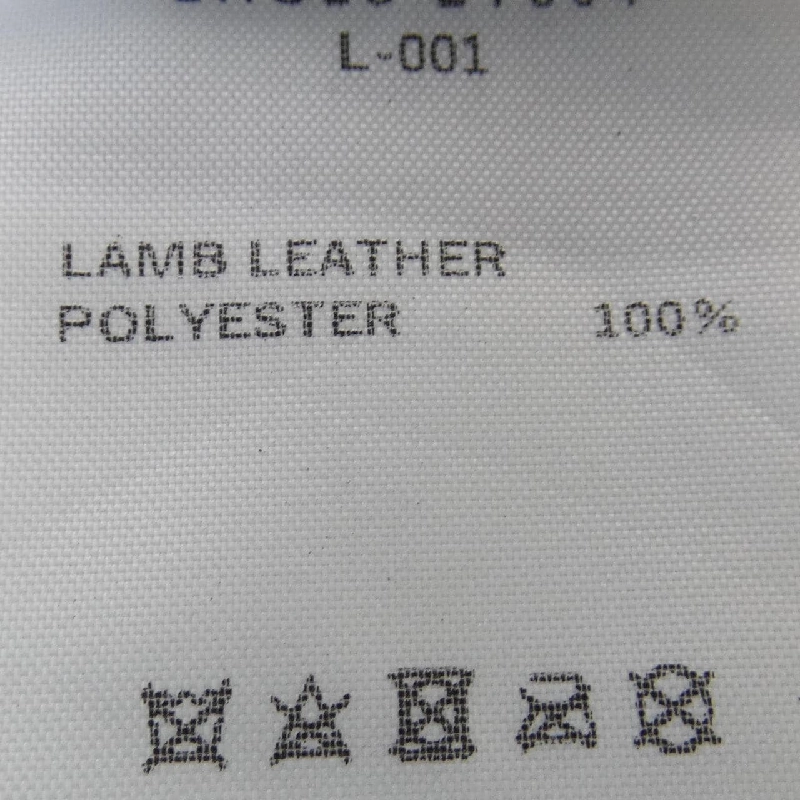 L-001
LAMB LEATHER
POLYESTER 100%